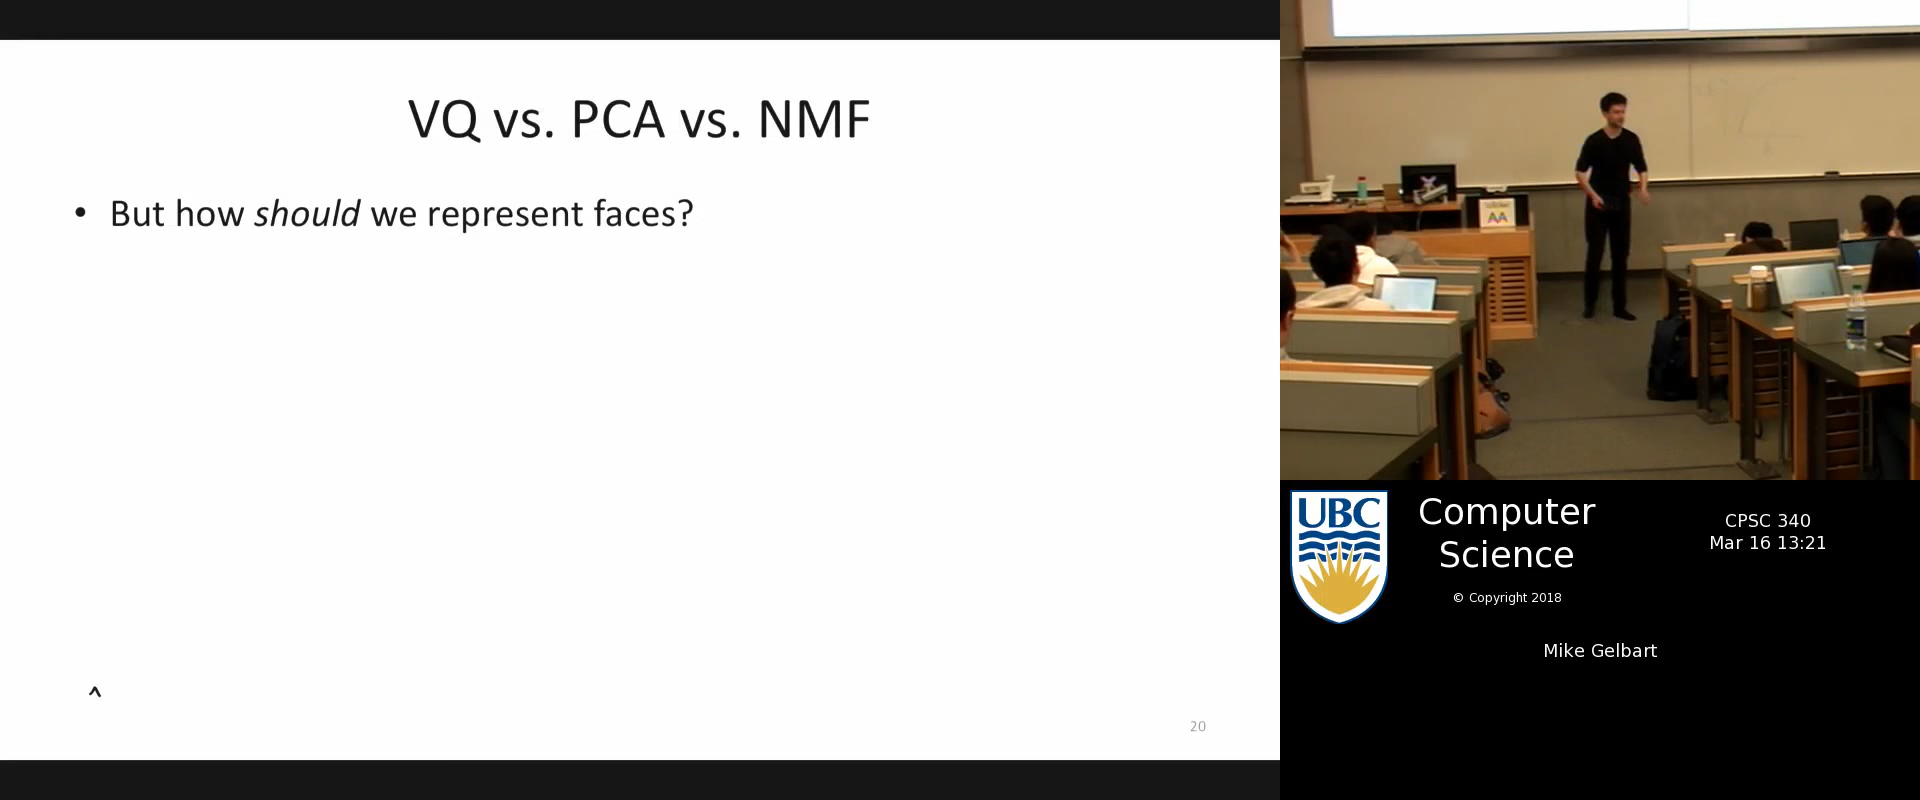 VQ vs. PCA vs. NMF
• But how should we represent faces?
^
20
UBC
Computer
Science
© Copyright 2018
CPSC 340
Mar 16 13:21
Mike Gelbart